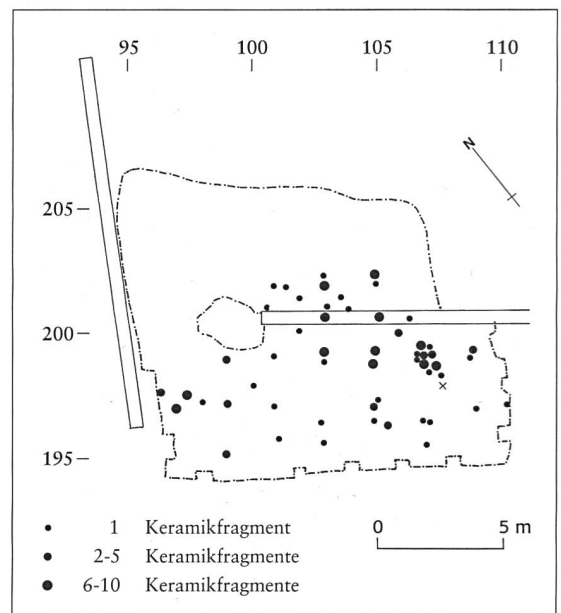 95 100 105 110
N
205
200
195
1 Keramikfragment
2-5 Keramikfragmente
6-10 Keramikfragmente
0 5 m